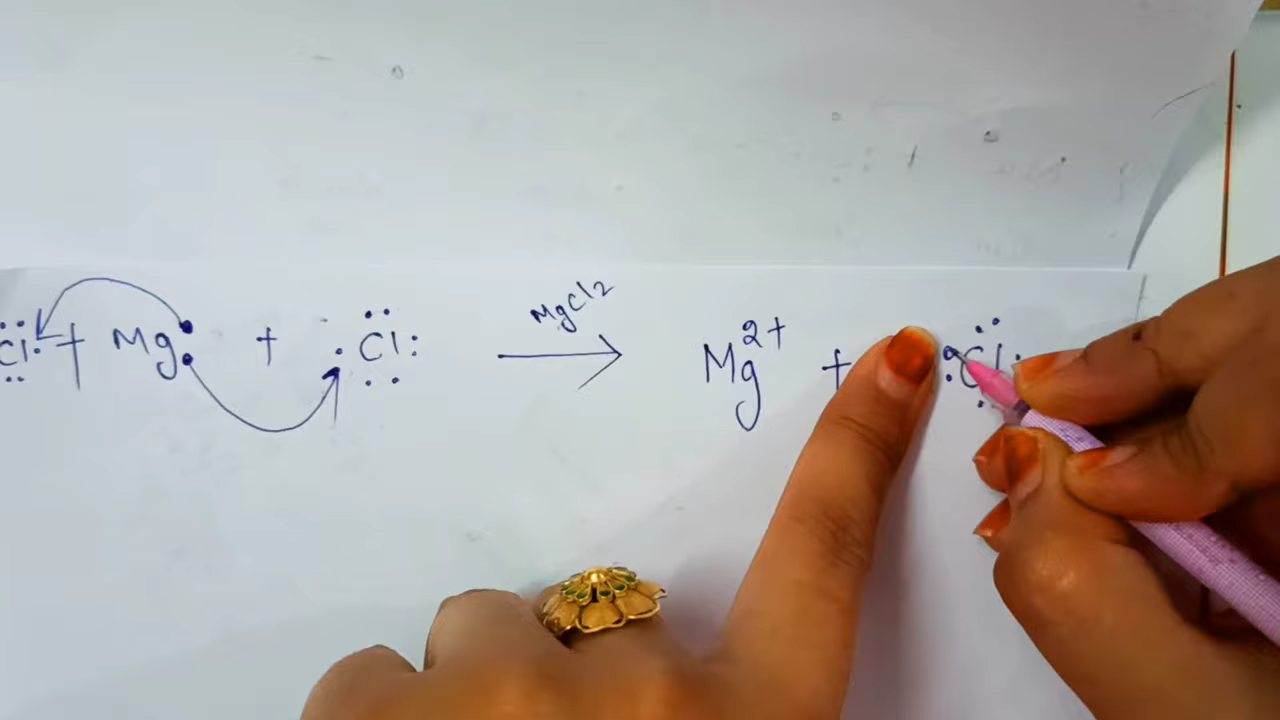 MgCl2
Cl + Mg + Cl → Mg2+ + Cl